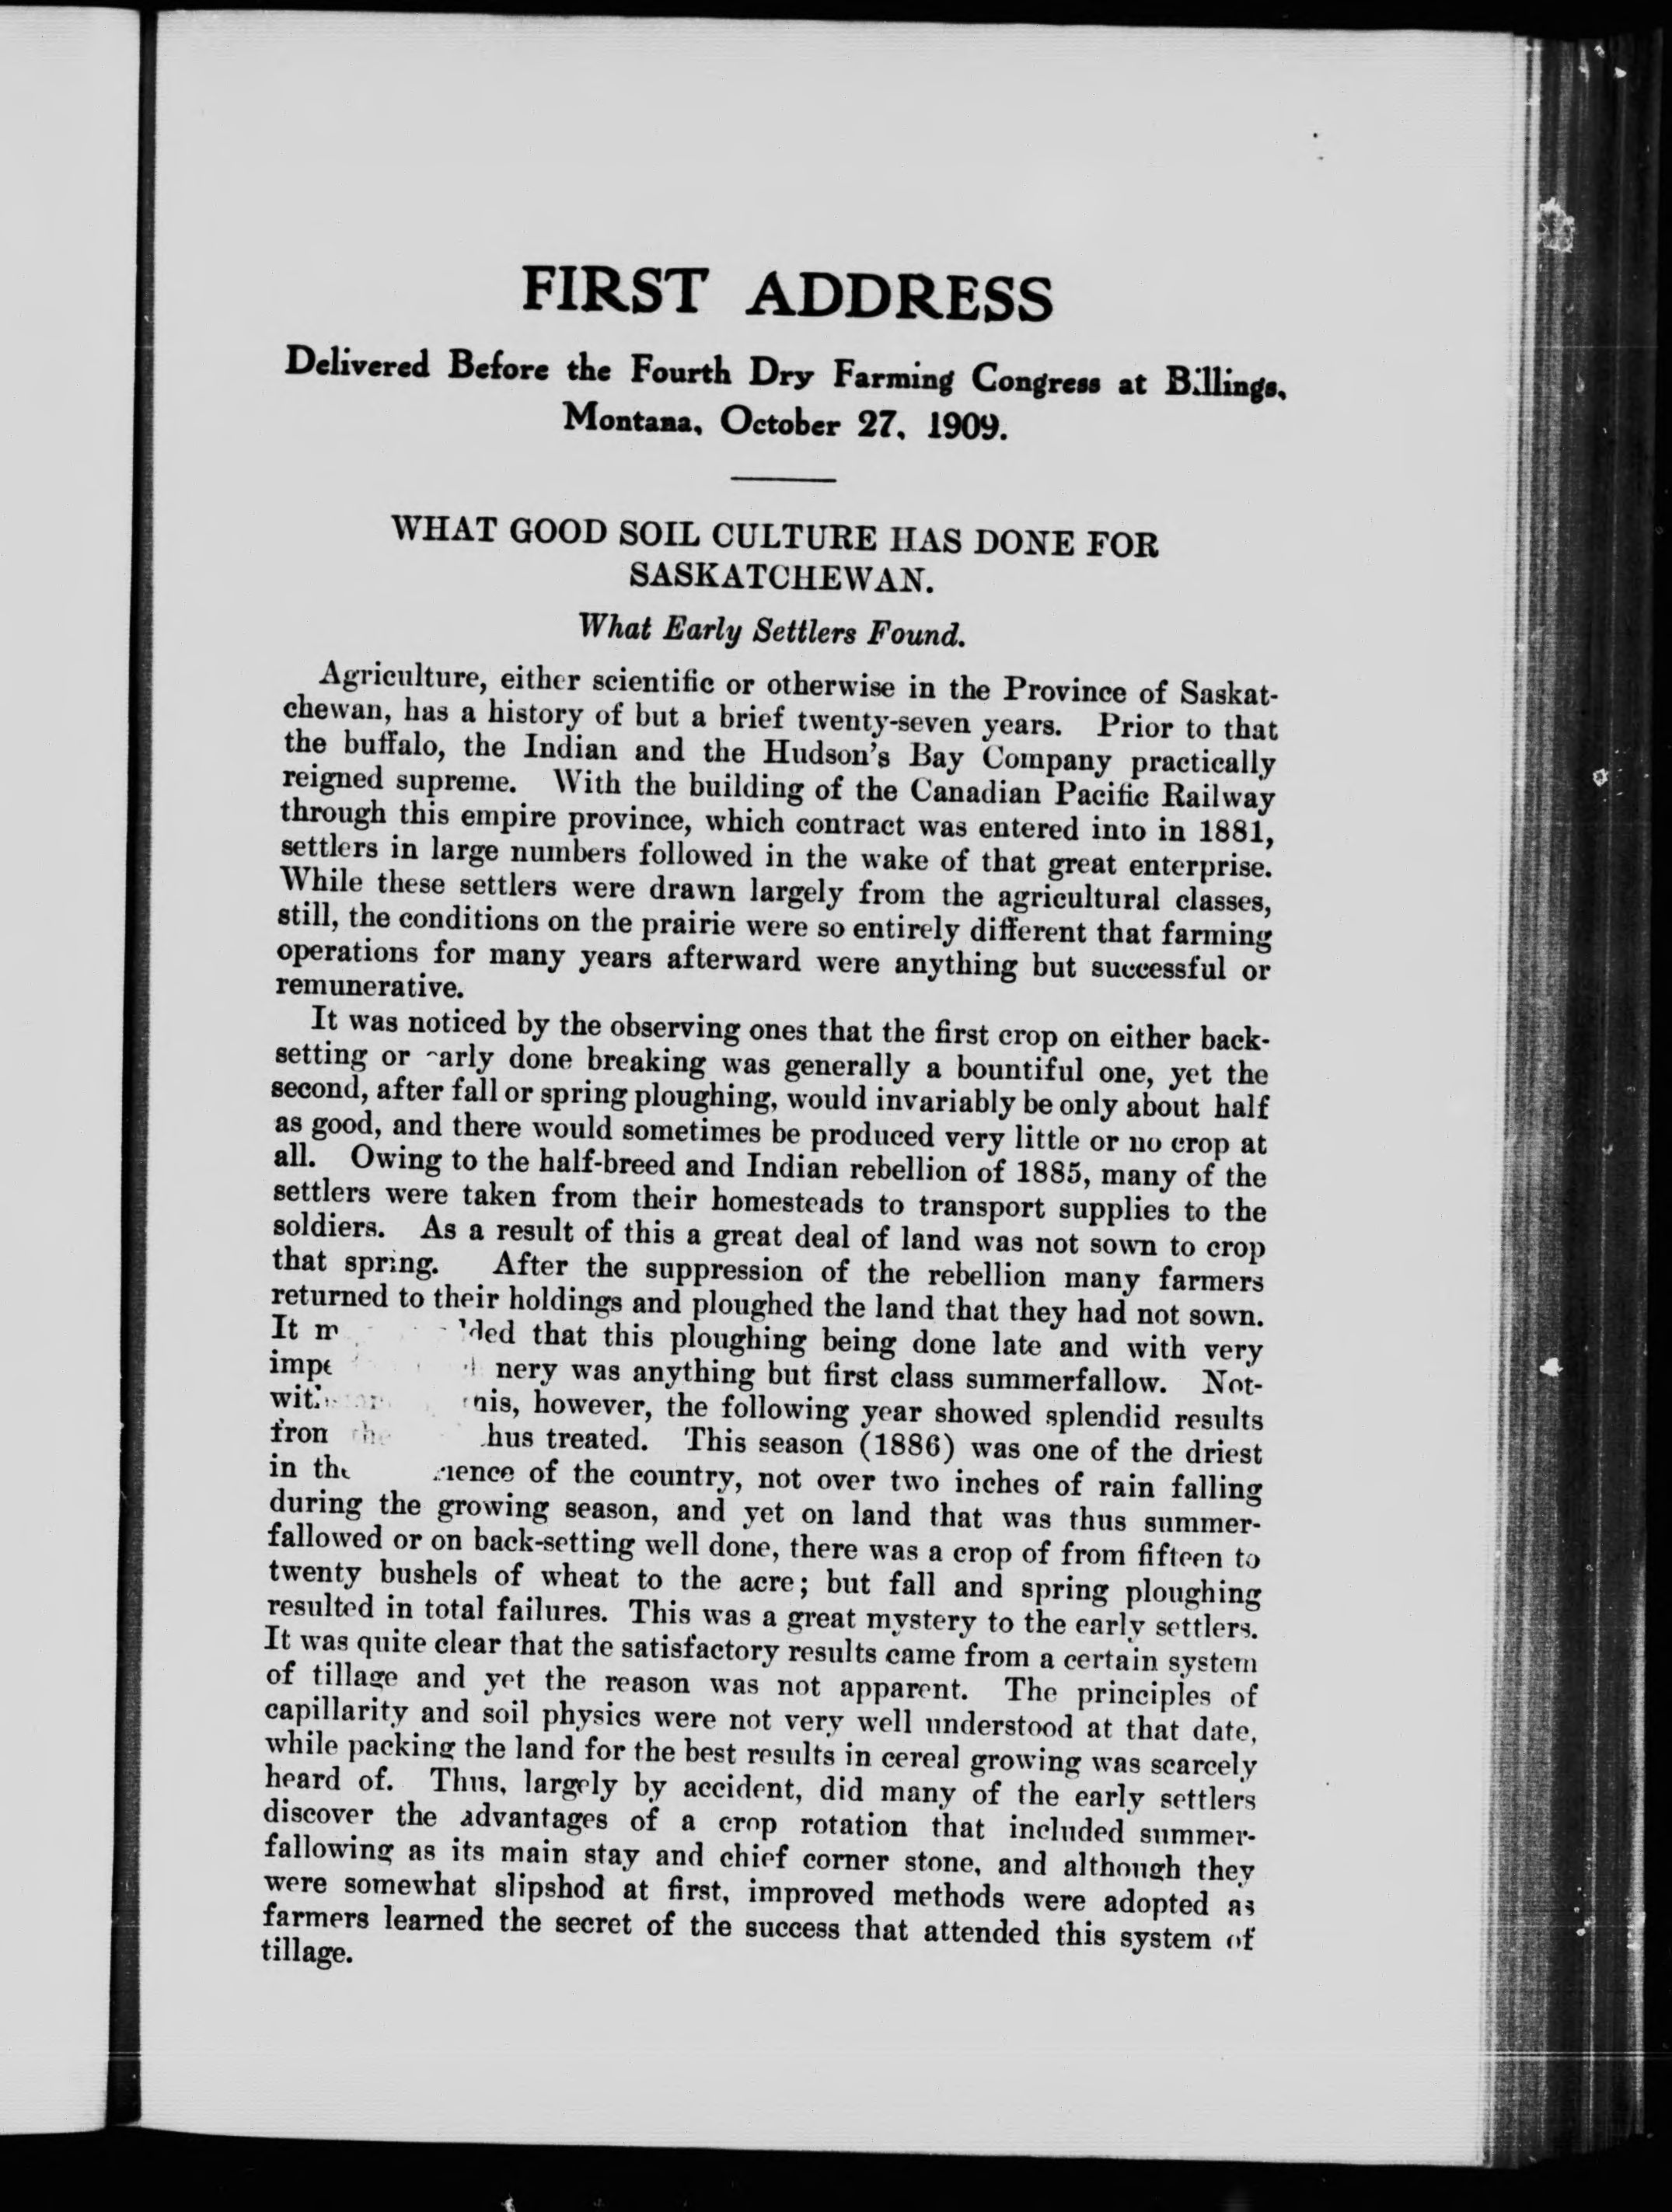 FIRST ADDRESS
Delivered Before the Fourth Dry Farming Congress at Billings,
Montana, October 27, 1909.
WHAT GOOD SOIL CULTURE HAS DONE FOR
SASKATCHEWAN.
What Early Settlers Found.
Agriculture, either scientific or otherwise in the Province of Saskat-
chewan, has a history of but a brief twenty-seven years. Prior to that
the buffalo, the Indian and the Hudson's Bay Company practically
reigned supreme. With the building of the Canadian Pacific Railway
through this empire province, which contract was entered into in 1881,
settlers in large numbers followed in the wake of that great enterprise.
While these settlers were drawn largely from the agricultural classes,
still, the conditions on the prairie were so entirely different that farming
operations for many years afterward were anything but successful or
remunerative.
It was noticed by the observing ones that the first crop on either back-
setting or early done breaking was generally a bountiful one, yet the
second, after fall or spring ploughing, would invariably be only about half
as good, and there would sometimes be produced very little or no crop at
all. Owing to the half-breed and Indian rebellion of 1885, many of the
settlers were taken from their homesteads to transport supplies to the
soldiers. As a result of this a great deal of land was not sown to crop
that spring. After the suppression of the rebellion many farmers
returned to their holdings and ploughed the land that they had not sown.
It that this ploughing being done late and with very
was anything but first class summerfallow. Not-
however, the following year showed splendid results
treated. This season (1886) was one of the driest
in the of the country, not over two inches of rain falling
during the growing season, and yet on land that was thus summer-
fallowed or on back-setting well done, there was a crop of from fifteen to
twenty bushels of wheat to the acre; but fall and spring ploughing
resulted in total failures. This was a great mystery to the early settlers.
It was quite clear that the satisfactory results came from a certain system
of tillage and yet the reason was not apparent. The principles of
capillarity and soil physics were not very well understood at that date,
while packing the land for the best results in cereal growing was scarcely
heard of. Thus, largely by accident, did many of the early settlers
discover the advantages of a crop rotation that included summer-
fallowing as its main stay and chief corner stone, and although they
were somewhat slipshod at first, improved methods were adopted as
farmers learned the secret of the success that attended this system of
tillage.